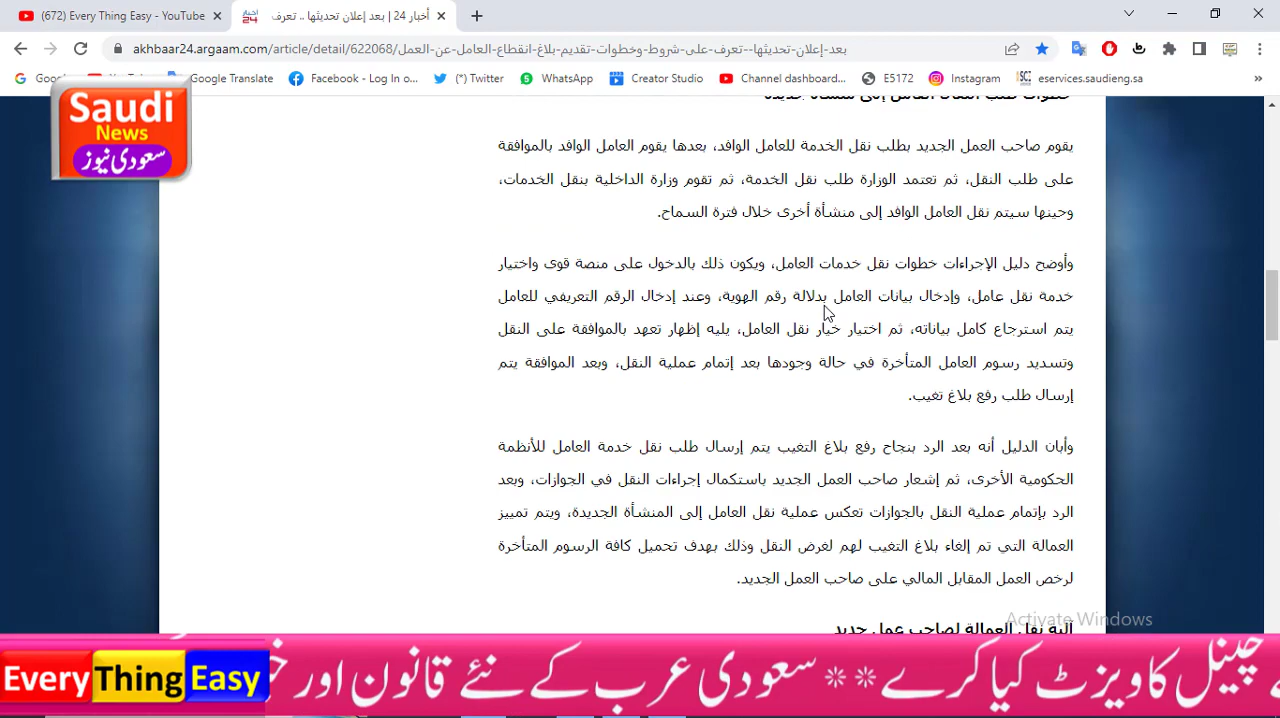 (672) Every Thing Easy - YouTube
أخبار 24 | بعد إعلان تحديثها .. تعرف
akhbaar24.argaam.com/article/detail/622068/بعد-إعلان-تحديثها--تعرف-على-شروط-وخطوات-تقديم-بلاغ-انقطاع-العامل-عن-العمل
Google Translate
Facebook - Log In o...
(*) Twitter
WhatsApp
Creator Studio
Channel dashboard...
E5172
Instagram
eservices.saudieng.sa
»
Saudi
News
سعودی نیوز
خطوات طلب انتقال العامل إلى منشأة جديدة
يقوم صاحب العمل الجديد بطلب نقل الخدمة للعامل الوافد، بعدها يقوم العامل الوافد بالموافقة
على طلب النقل، ثم تعتمد الوزارة طلب نقل الخدمة، ثم تقوم وزارة الداخلية بنقل الخدمات،
وحينها سيتم نقل العامل الوافد إلى منشأة أخرى خلال فترة السماح.
وأوضح دليل الإجراءات خطوات نقل خدمات العامل، ويكون ذلك بالدخول على منصة قوى واختيار
خدمة نقل عامل، وإدخال بيانات العامل بدلالة رقم الهوية، وعند إدخال الرقم التعريفي للعامل
يتم استرجاع كامل بياناته، ثم اختيار خيار نقل العامل، يليه إظهار تعهد بالموافقة على النقل
وتسديد رسوم العامل المتأخرة في حالة وجودها بعد إتمام عملية النقل، وبعد الموافقة يتم
إرسال طلب رفع بلاغ تغيب.
وأبان الدليل أنه بعد الرد بنجاح رفع بلاغ التغيب يتم إرسال طلب نقل خدمة العامل للأنظمة
الحكومية الأخرى، ثم إشعار صاحب العمل الجديد باستكمال إجراءات النقل في الجوازات، وبعد
الرد بإتمام عملية النقل بالجوازات تعكس عملية نقل العامل إلى المنشأة الجديدة، ويتم تمييز
العمالة التي تم إلغاء بلاغ التغيب لهم لغرض النقل وذلك بهدف تحميل كافة الرسوم المتأخرة
لرخص العمل المقابل المالي على صاحب العمل الجديد.
آلية نقل العمالة لصاحب عمل جديد
Activate Windows
چینل کا ویزٹ کیا کرے ** سعودی عرب کے نئے قانون اور
Every Thing Easy